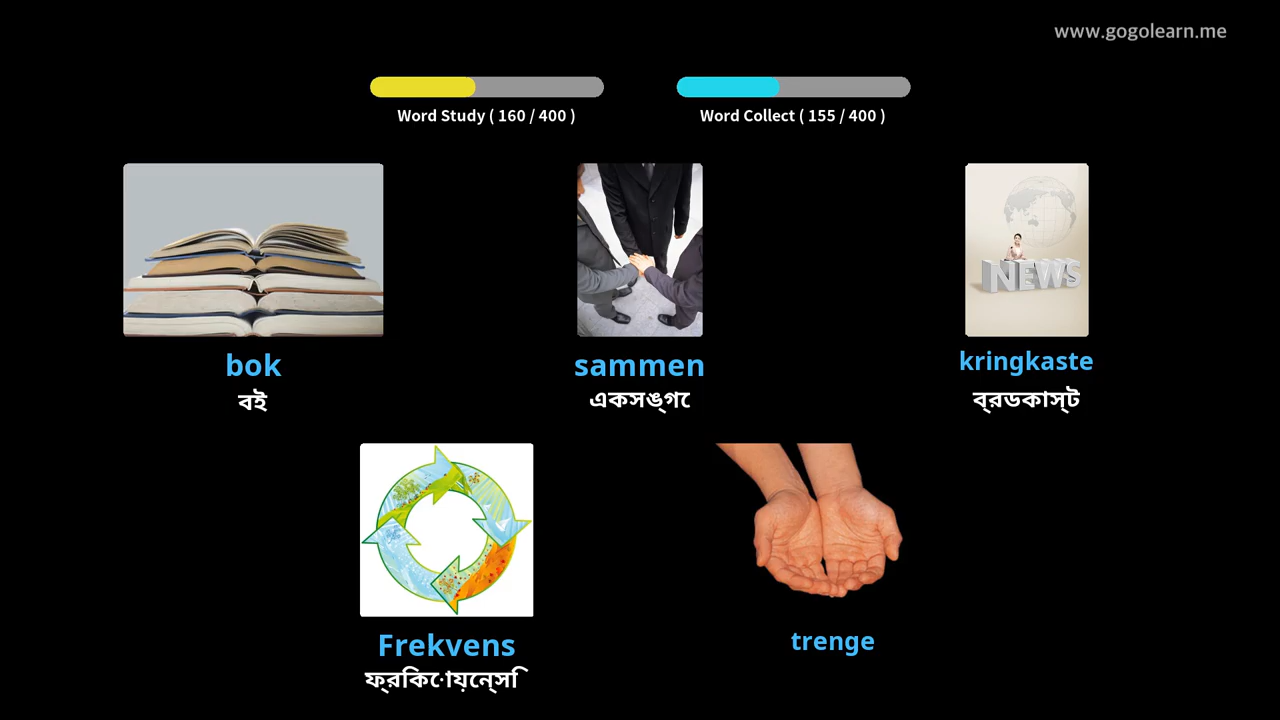 www.gogolearn.me
Word Study ( 160 / 400 )
Word Collect ( 155 / 400 )
NEWS
bok
sammen
kringkaste
বই
একসঙ্গে
ব্রডকাস্ট
Frekvens
trenge
ফ্রিকোয়েন্সি